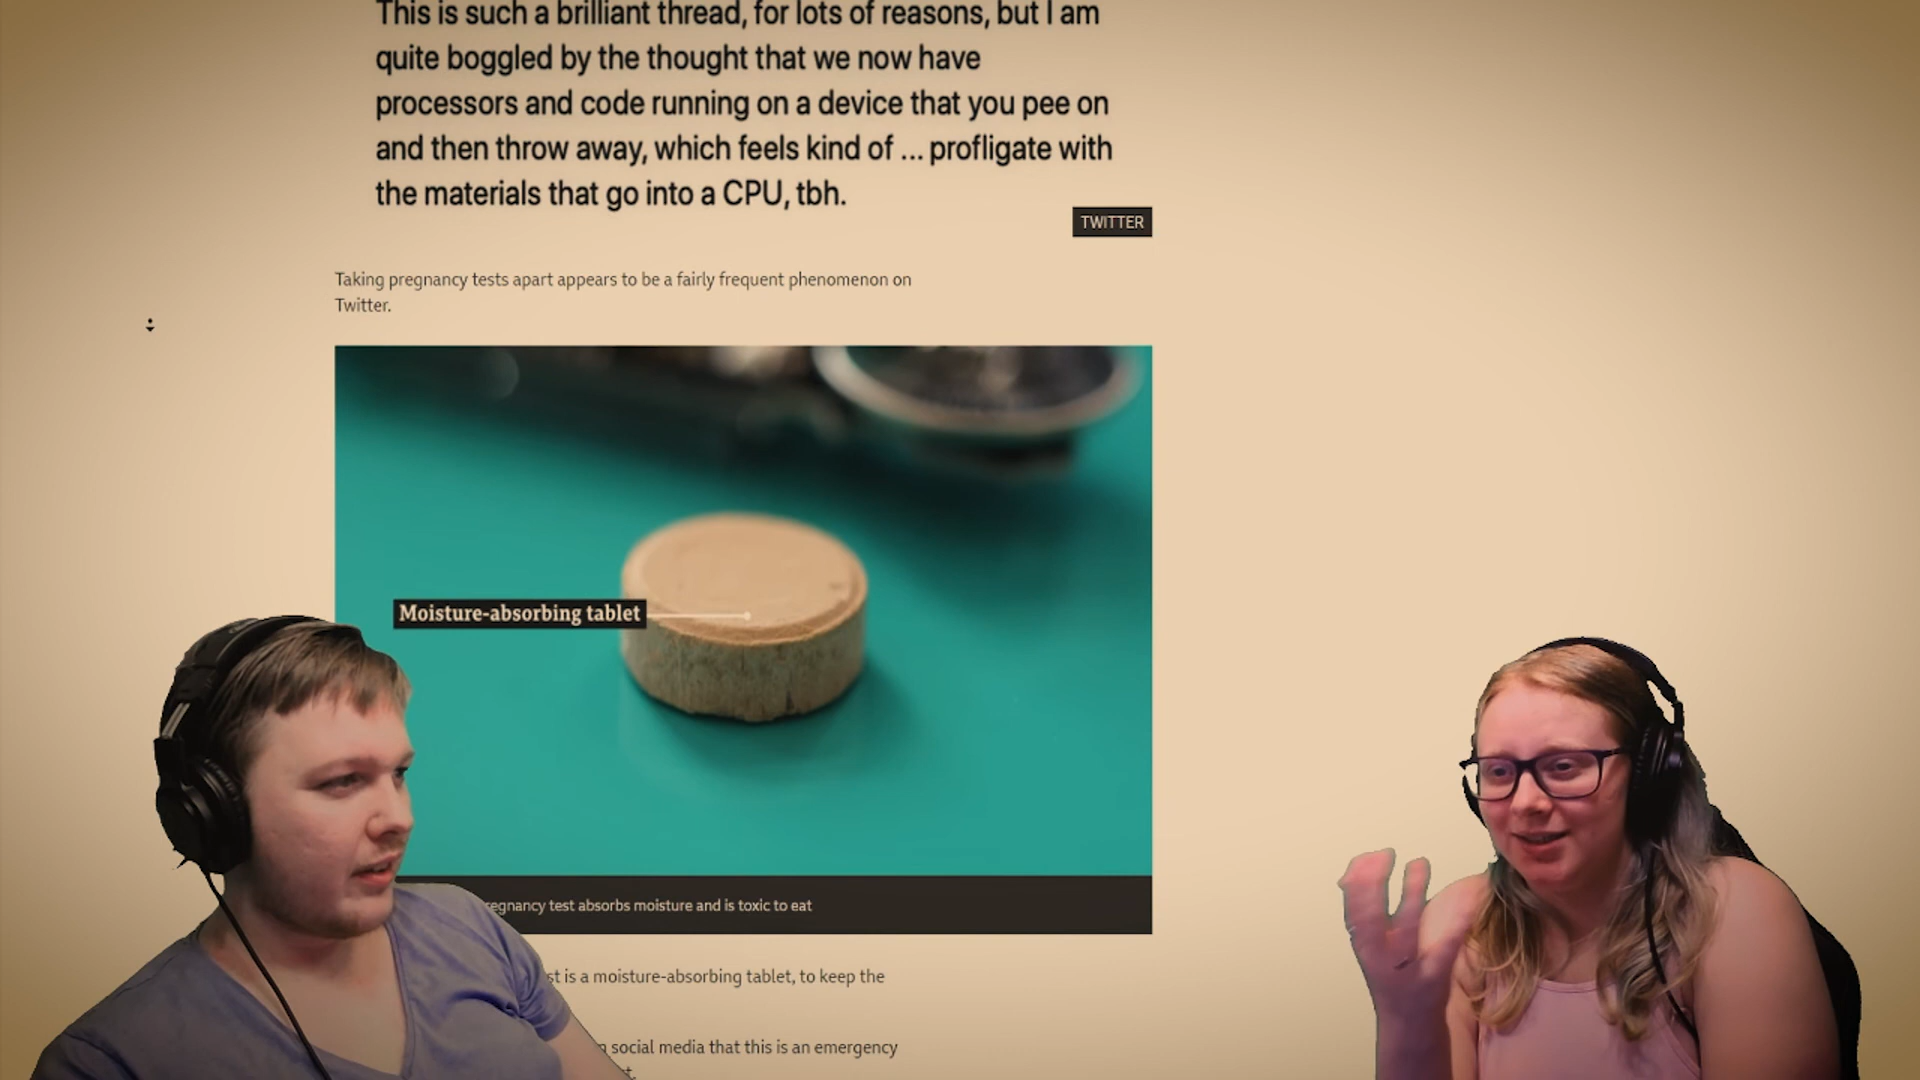 This is such a brilliant thread, for lots of reasons, but I am
quite boggled by the thought that we now have
processors and code running on a device that you pee on
and then throw away, which feels kind of ... profligate with
the materials that go into a CPU, tbh.
TWITTER
Taking pregnancy tests apart appears to be a fairly frequent phenomenon on
Twitter.
Moisture-absorbing tablet
test absorbs moisture and is toxic to eat
is a moisture-absorbing tablet, to keep the
social media that this is an emergency